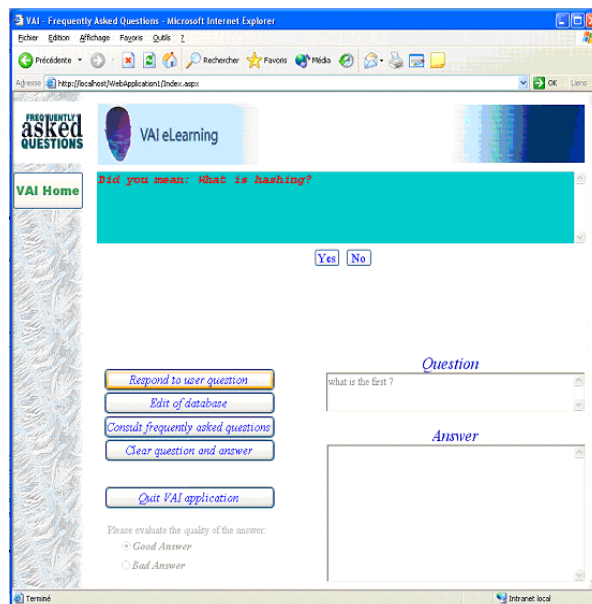 VAI - Frequently Asked Questions - Microsoft Internet Explorer
Fichier Edition Affichage Favoris Outils ?
Précédente Rechercher Favoris Média
Adresse http://localhost/WebApplication1/Index.aspx OK Liens
FREQUENTLY
asked
QUESTIONS
VAI eLearning
VAI Home
Did you mean: What is hashing?
Yes No
Question
Respond to user question
what is the first ?
Edit of database
Consult frequently asked questions
Answer
Clear question and answer
Quit VAI application
Please evaluate the quality of the answer:
Good Answer
Bad Answer
Terminé Intranet local